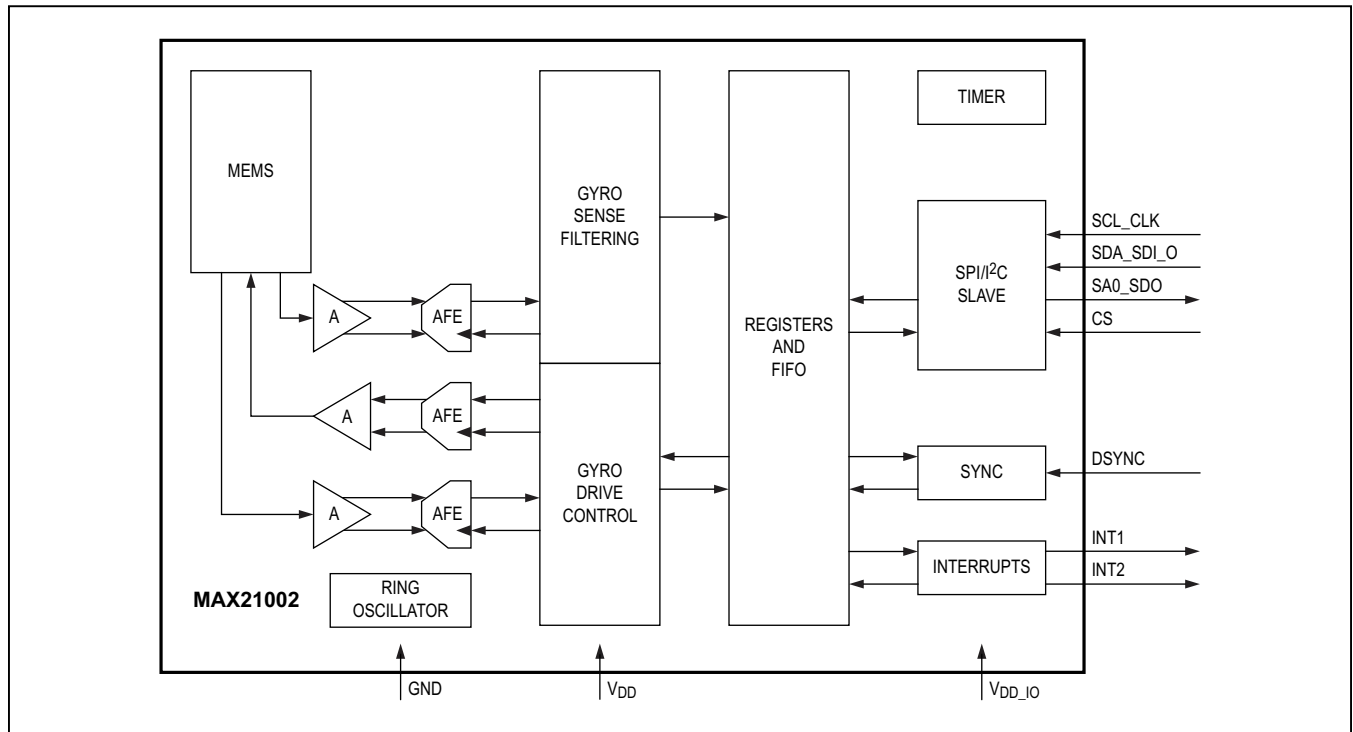 MEMS
A
AFE
A
AFE
A
AFE
RING
OSCILLATOR
MAX21002
GYRO
SENSE
FILTERING
GYRO
DRIVE
CONTROL
REGISTERS
AND
FIFO
TIMER
SPI/I²C
SLAVE
SYNC
INTERRUPTS
SCL_CLK
SDA_SDI_O
SA0_SDO
CS
DSYNC
INT1
INT2
GND
VDD
VDD_IO